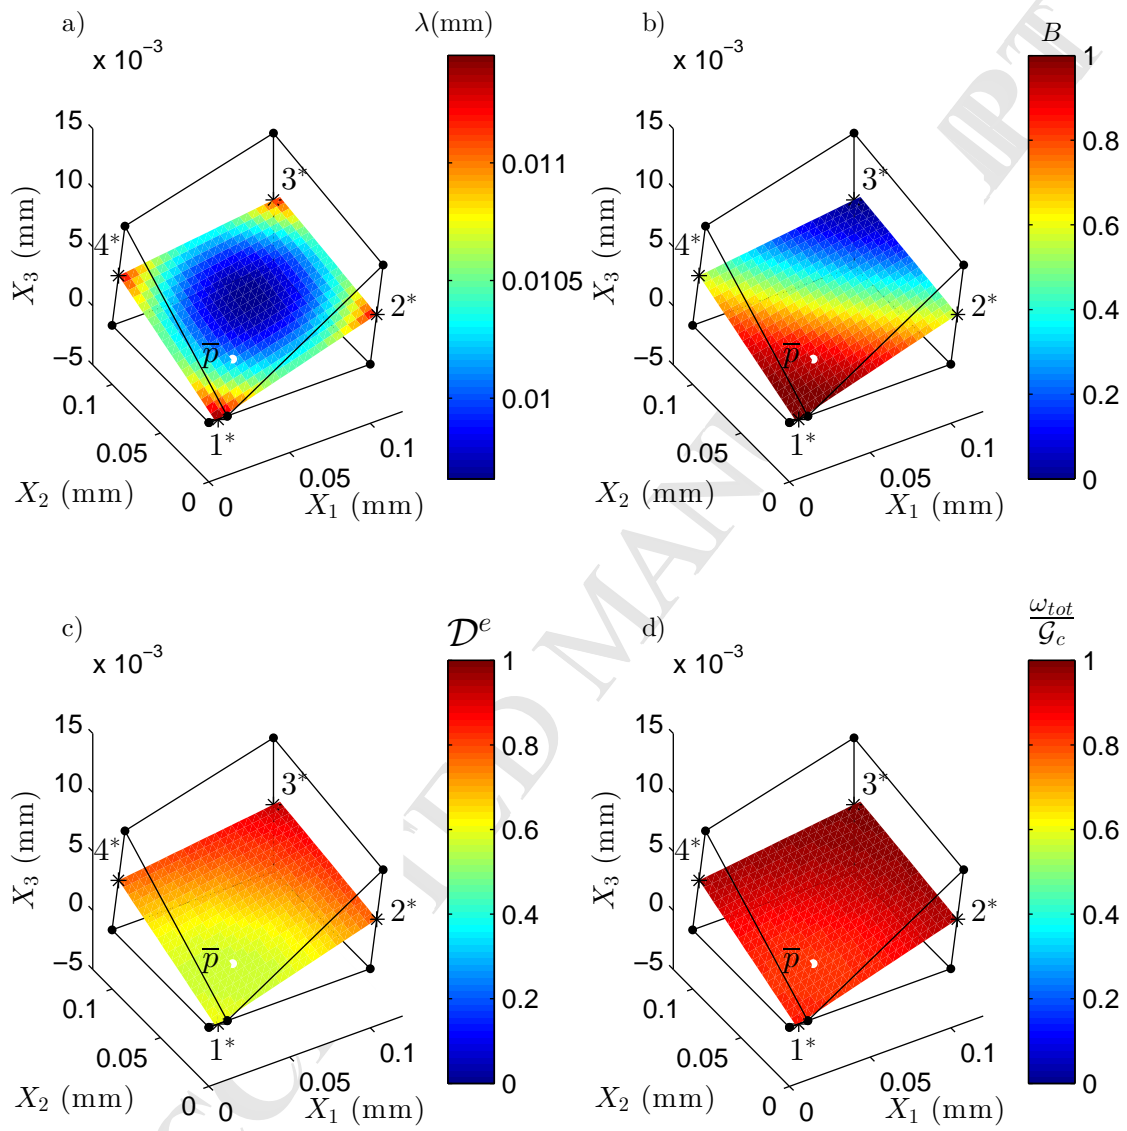 a)
λ(mm)
x 10⁻³
15
10
5
0
−5
X₃ (mm)
0.1
0.05
0
X₂ (mm)
0
0.05
0.1
X₁ (mm)
3*
4*
2*
1*
p̅
0.011
0.0105
0.01
b)
B
x 10⁻³
15
10
5
0
−5
X₃ (mm)
0.1
0.05
0
X₂ (mm)
0
0.05
0.1
X₁ (mm)
3*
4*
2*
1*
p̅
1
0.8
0.6
0.4
0.2
0
c)
𝒟ᵉ
x 10⁻³
15
10
5
0
−5
X₃ (mm)
0.1
0.05
0
X₂ (mm)
0
0.05
0.1
X₁ (mm)
3*
4*
2*
1*
p̅
1
0.8
0.6
0.4
0.2
0
d)
ω_tot
𝒢_c
x 10⁻³
15
10
5
0
−5
X₃ (mm)
0.1
0.05
0
X₂ (mm)
0
0.05
0.1
X₁ (mm)
3*
4*
2*
1*
p̅
1
0.8
0.6
0.4
0.2
0